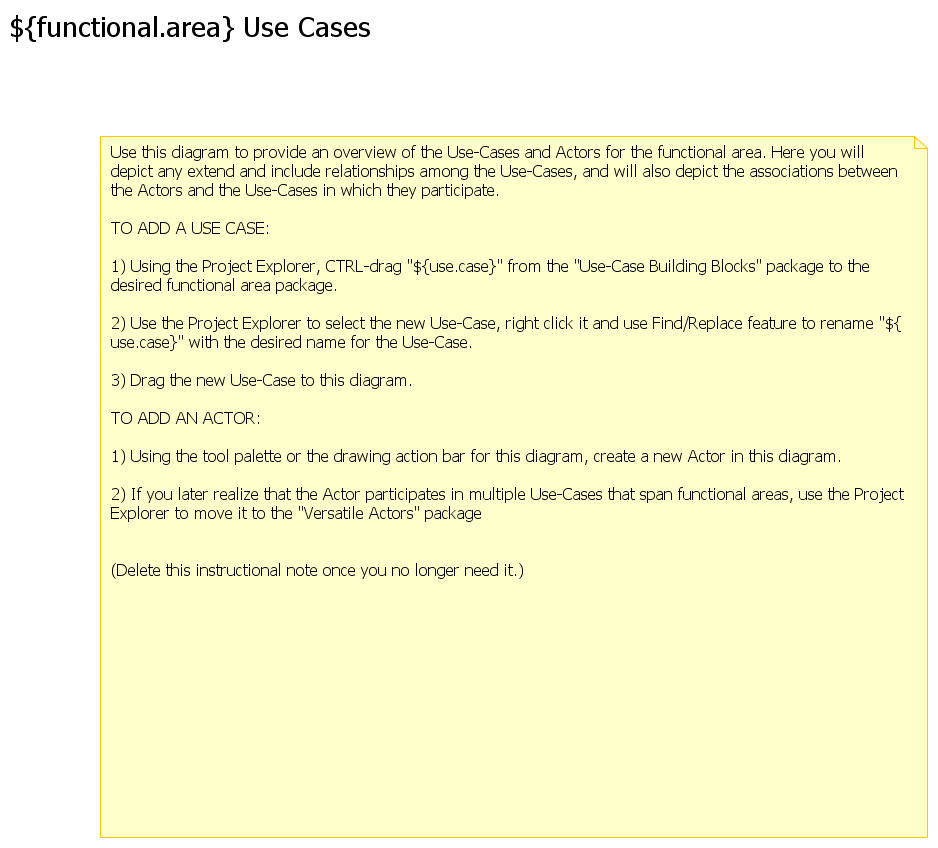 ${functional.area} Use Cases
Use this diagram to provide an overview of the Use-Cases and Actors for the functional area. Here you will
depict any extend and include relationships among the Use-Cases, and will also depict the associations between
the Actors and the Use-Cases in which they participate.
TO ADD A USE CASE:
1) Using the Project Explorer, CTRL-drag "${use.case}" from the "Use-Case Building Blocks" package to the
desired functional area package.
2) Use the Project Explorer to select the new Use-Case, right click it and use Find/Replace feature to rename "${
use.case}" with the desired name for the Use-Case.
3) Drag the new Use-Case to this diagram.
TO ADD AN ACTOR:
1) Using the tool palette or the drawing action bar for this diagram, create a new Actor in this diagram.
2) If you later realize that the Actor participates in multiple Use-Cases that span functional areas, use the Project
Explorer to move it to the "Versatile Actors" package
(Delete this instructional note once you no longer need it.)